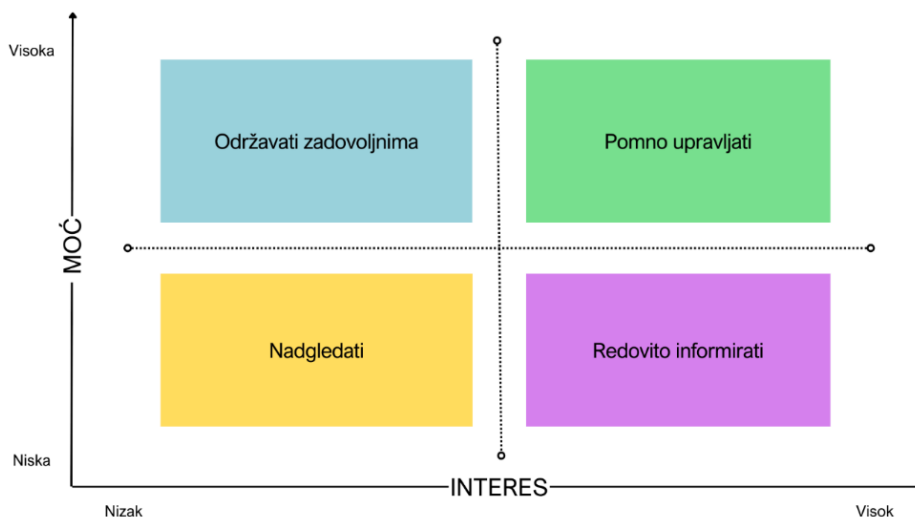 Visoka
Održavati zadovoljnima
Pomno upravljati
MOĆ
Nadgledati
Redovito informirati
Niska
INTERES
Nizak
Visok